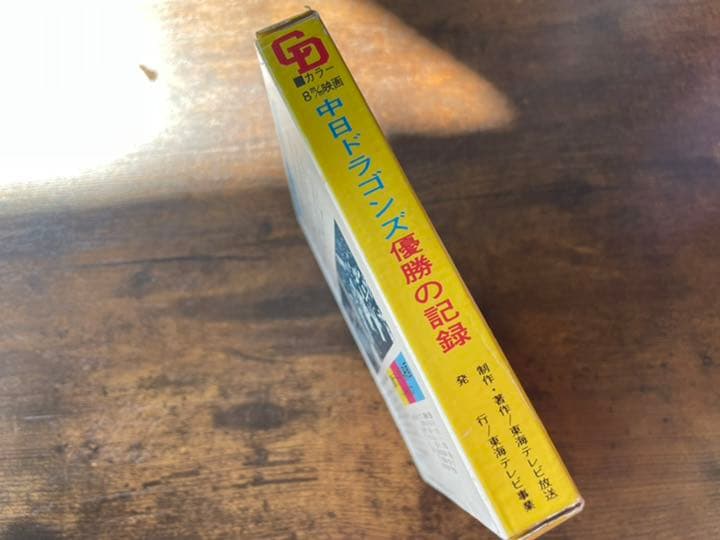 CD
■カラー
8㎜映画
中日ドラゴンズ
優勝の記録
制作・著作/東海テレビ放送
発行/東海テレビ事業